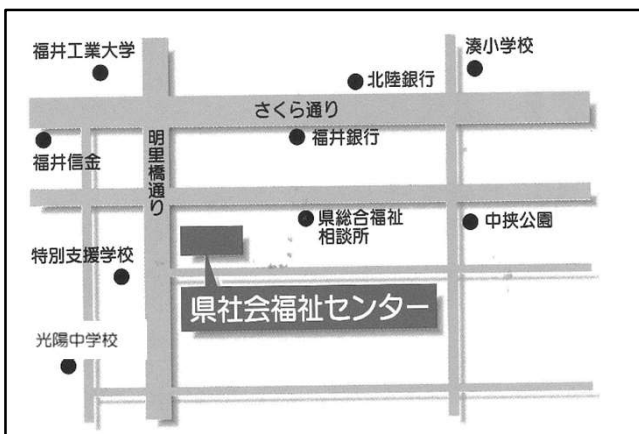 福井工業大学
湊小学校
北陸銀行
さくら通り
福井銀行
福井信金
明里橋通り
県総合福祉
相談所
中挟公園
特別支援学校
県社会福祉センター
光陽中学校